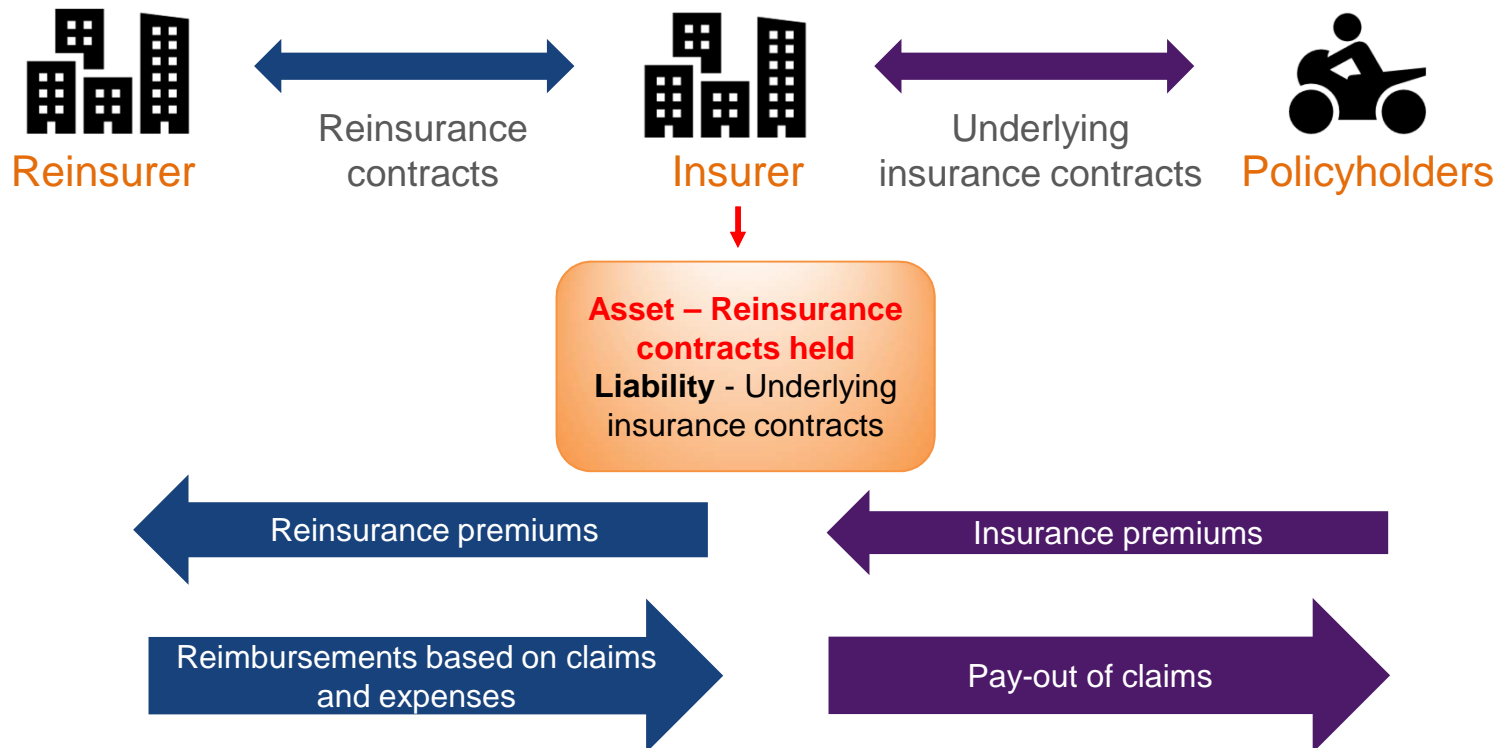 Reinsurance
contracts
Underlying
insurance contracts
Reinsurer
Insurer
Policyholders
Asset – Reinsurance
contracts held
Liability - Underlying
insurance contracts
Reinsurance premiums
Insurance premiums
Reimbursements based on claims
and expenses
Pay-out of claims